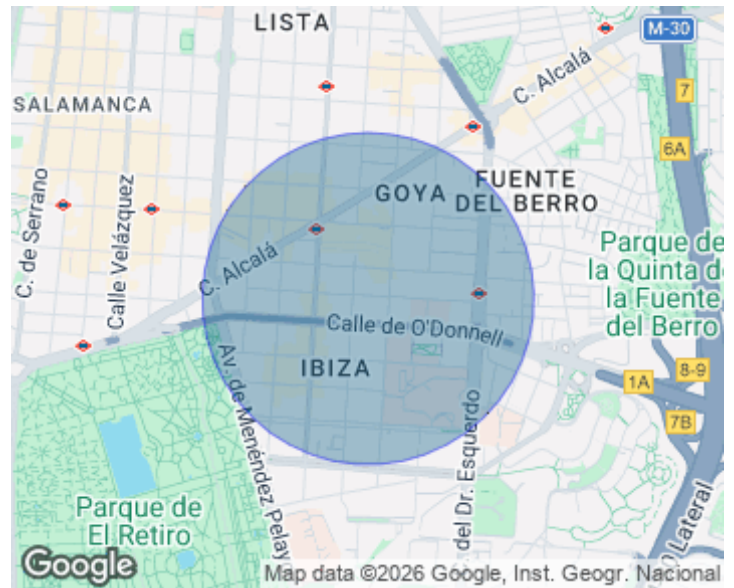 LISTA
M-30
C. Alcalá
7
SALAMANCA
6A
GOYA
FUENTE
DEL BERRO
C. de Serrano
Calle Velázquez
C. Alcalá
Parque de
la Quinta d
la Fuente
del Berro
Calle de O'Donnell
IBIZA
8-9
1A
7B
Av. de Menéndez Pelay
del Dr. Esquerdo
Lateral
Parque de
El Retiro
Google
Map data ©2026 Google, Inst. Geogr. Nacional